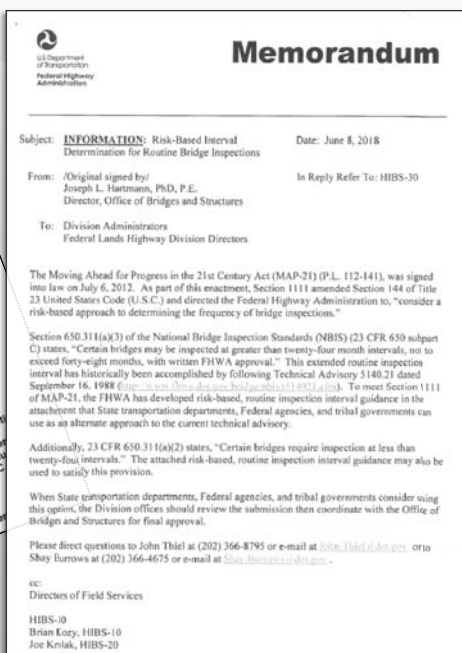 U.S. Department
of Transportation
Federal Highway
Administration
Memorandum
Subject: INFORMATION: Risk-Based Interval
Determination for Routine Bridge Inspections
Date: June 8, 2018
From: /Original signed by/
Joseph L. Hartmann, PhD, P.E.
Director, Office of Bridges and Structures
In Reply Refer To: HIBS-30
To: Division Administrators
Federal Lands Highway Division Directors
The Moving Ahead for Progress in the 21st Century Act (MAP-21) (P.L. 112-141), was signed
into law on July 6, 2012. As part of this enactment, Section 1111 amended Section 144 of Title
23 United States Code (U.S.C.) and directed the Federal Highway Administration to, "consider a
risk-based approach to determining the frequency of bridge inspections."
Section 650.311(a)(3) of the National Bridge Inspection Standards (NBIS) (23 CFR 650 subpart
C) states, "Certain bridges may be inspected at greater than twenty-four month intervals, not to
exceed forty-eight months, with written FHWA approval." This extended routine inspection
interval has historically been accomplished by following Technical Advisory 5140.21 dated
September 16, 1988 To meet Section 1111
of MAP-21, the FHWA has developed risk-based, routine inspection interval guidance in the
attachment that State transportation departments, Federal agencies, and tribal governments can
use as an alternate approach to the current technical advisory.
Additionally, 23 CFR 650.311(a)(2) states, "Certain bridges require inspection at less than
twenty-four intervals." The attached risk-based, routine inspection interval guidance may also be
used to satisfy this provision.
When State transportation departments, Federal agencies, and tribal governments consider using
this option, the Division offices should review the submission then coordinate with the Office of
Bridges and Structures for final approval.
Please direct questions to John Thiel at (202) 366-8795 or e-mail at John.Thiel@dot.gov or to
Shay Burrows at (202) 366-4675 or e-mail at Shay.Burrows@dot.gov .
cc:
Directors of Field Services
HIBS-30
Brian Kozy, HIBS-10
Joe Krolak, HIBS-20